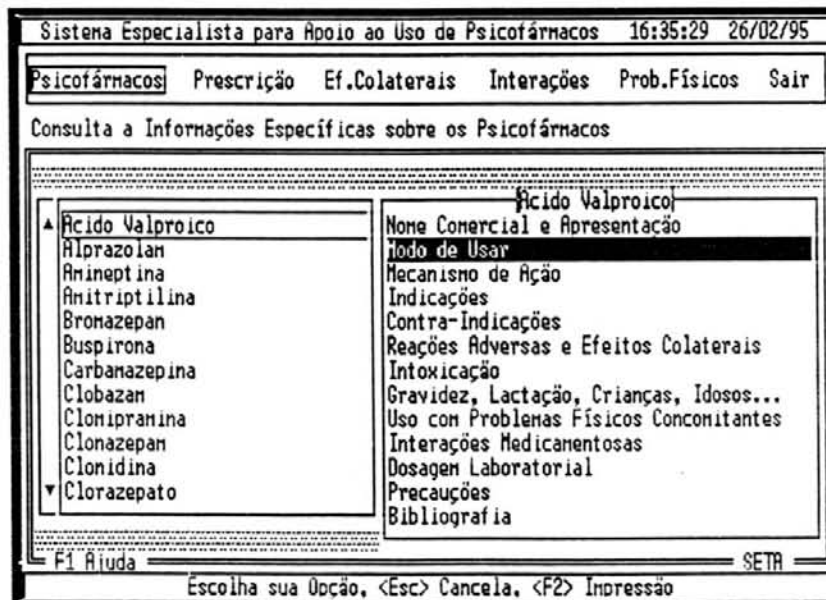 Sistema Especialista para Apoio ao Uso de Psicofármacos 16:35:29 26/02/95
Psicofármacos Prescrição Ef.Colaterais Interações Prob.Físicos Sair
Consulta a Informações Específicas sobre os Psicofármacos
Acido Valproico
Alprazolam
Amineptina
Amitriptilina
Bromazepan
Buspirona
Carbamazepina
Clobazam
Clomipramina
Clonazepam
Clonidina
Clorazepato
Acido Valproico
Nome Comercial e Apresentação
Modo de Usar
Mecanismo de Ação
Indicações
Contra-Indicações
Reações Adversas e Efeitos Colaterais
Intoxicação
Gravidez, Lactação, Crianças, Idosos...
Uso com Problemas Físicos Concomitantes
Interações Medicamentosas
Dosagem Laboratorial
Precauções
Bibliografia
F1 Ajuda SETA
Escolha sua Opção, <Esc> Cancela, <F2> Impressão